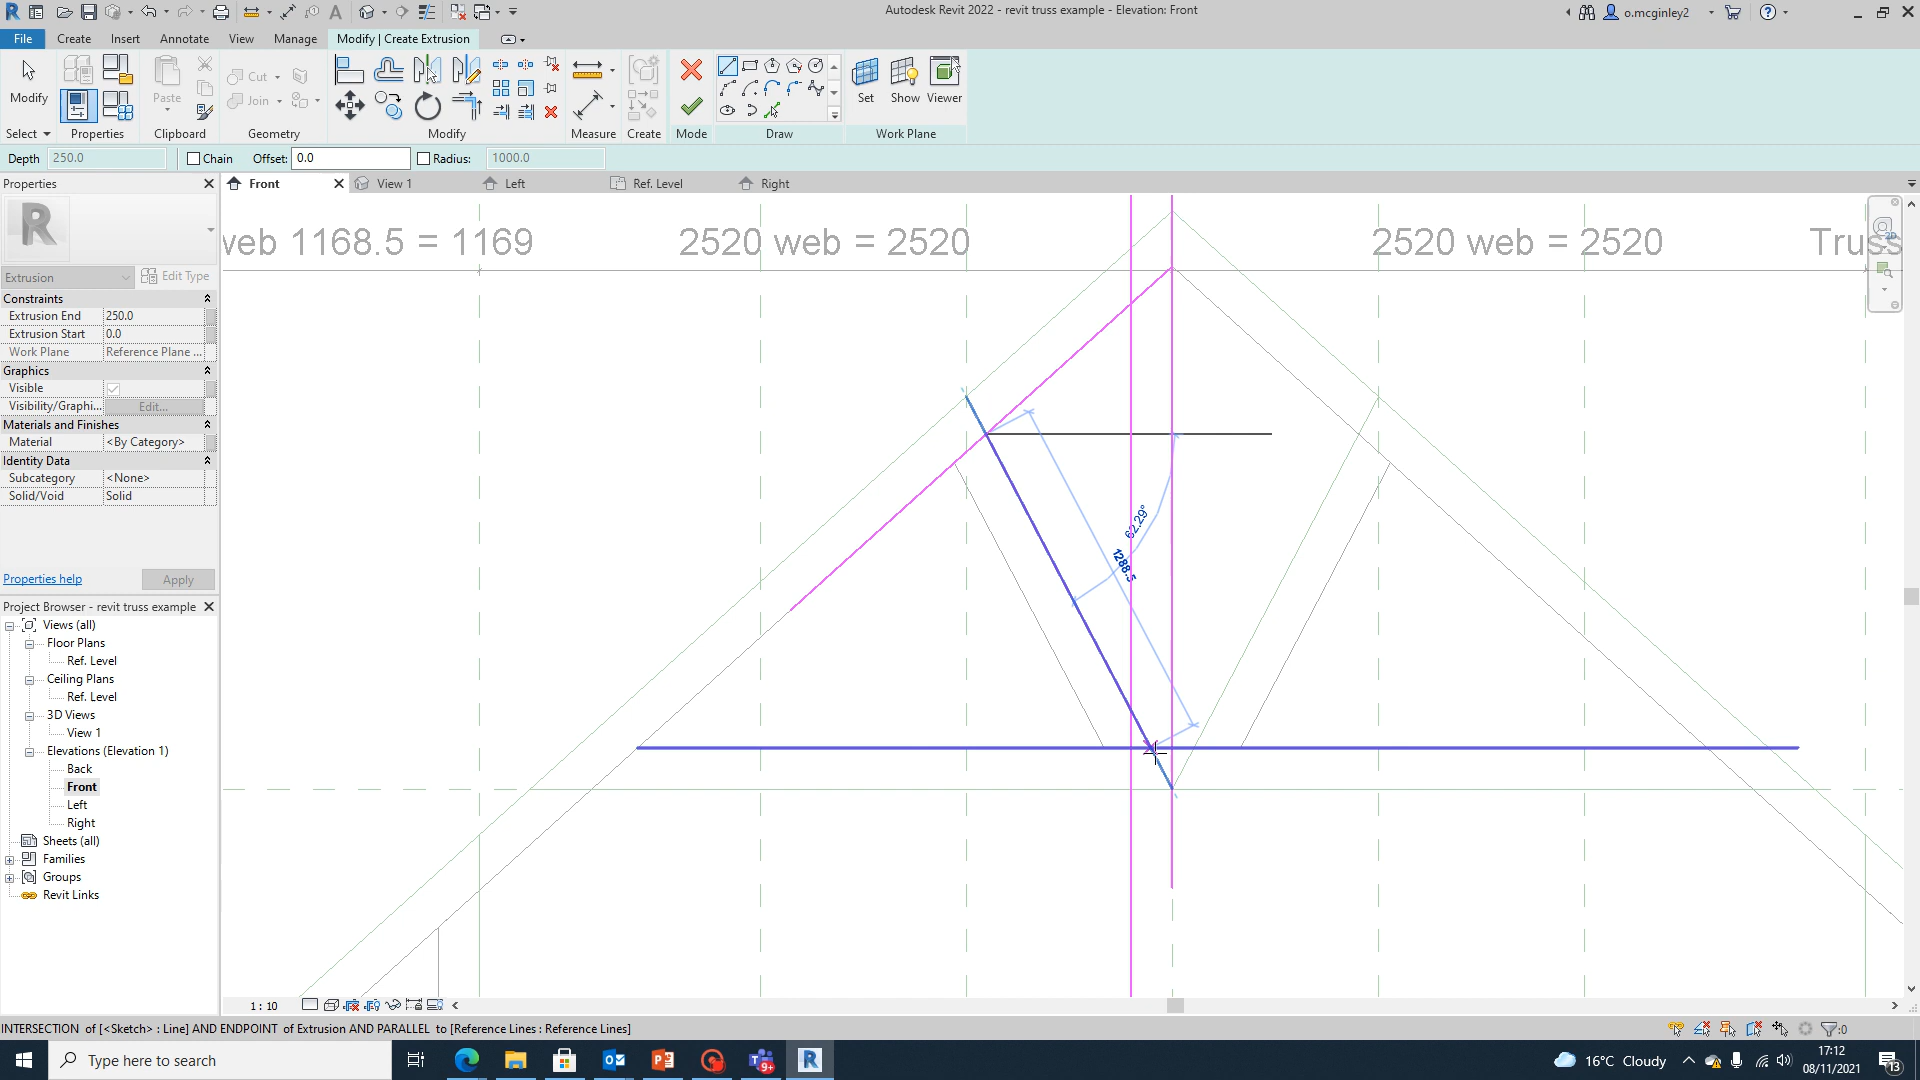 Autodesk Revit 2022 - revit truss example - Elevation: Front
o.mcginley2
File
Create
Insert
Annotate
View
Manage
Modify | Create Extrusion
Modify
Paste
Cut
Join
Set
Show
Viewer
Select
Properties
Clipboard
Geometry
Modify
Measure
Create
Mode
Draw
Work Plane
Depth
250.0
Chain
Offset:
0.0
Radius:
1000.0
Properties
Front
View 1
Left
Ref. Level
Right
Extrusion
Edit Type
Constraints
Extrusion End
250.0
Extrusion Start
0.0
Work Plane
Reference Plane ...
Graphics
Visible
Visibility/Graphi...
Edit...
Materials and Finishes
Material
<By Category>
Identity Data
Subcategory
<None>
Solid/Void
Solid
Properties help
Apply
Project Browser - revit truss example
Views (all)
Floor Plans
Ref. Level
Ceiling Plans
Ref. Level
3D Views
View 1
Elevations (Elevation 1)
Back
Front
Left
Right
Sheets (all)
Families
Groups
Revit Links
web 1168.5 = 1169
2520 web = 2520
2520 web = 2520
Truss
62.29°
1288.5
1 : 10
INTERSECTION of [<Sketch> : Line] AND ENDPOINT of Extrusion AND PARALLEL to [Reference Lines : Reference Lines]
:0
Type here to search
9+
16°C Cloudy
17:12
08/11/2021
13